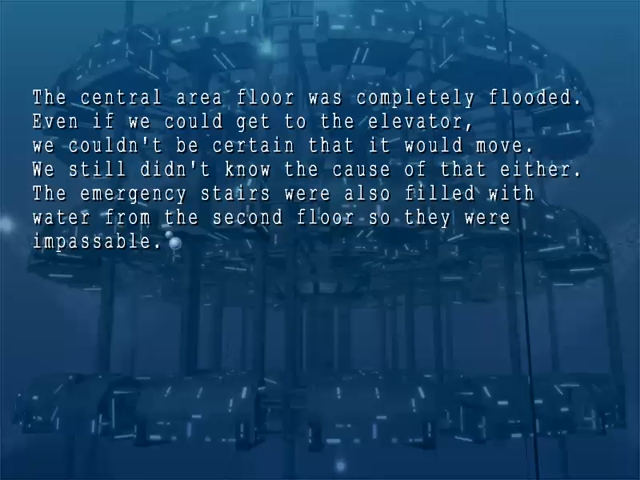 The central area floor was completely flooded.
Even if we could get to the elevator,
we couldn't be certain that it would move.
We still didn't know the cause of that either.
The emergency stairs were also filled with
water from the second floor so they were
impassable.